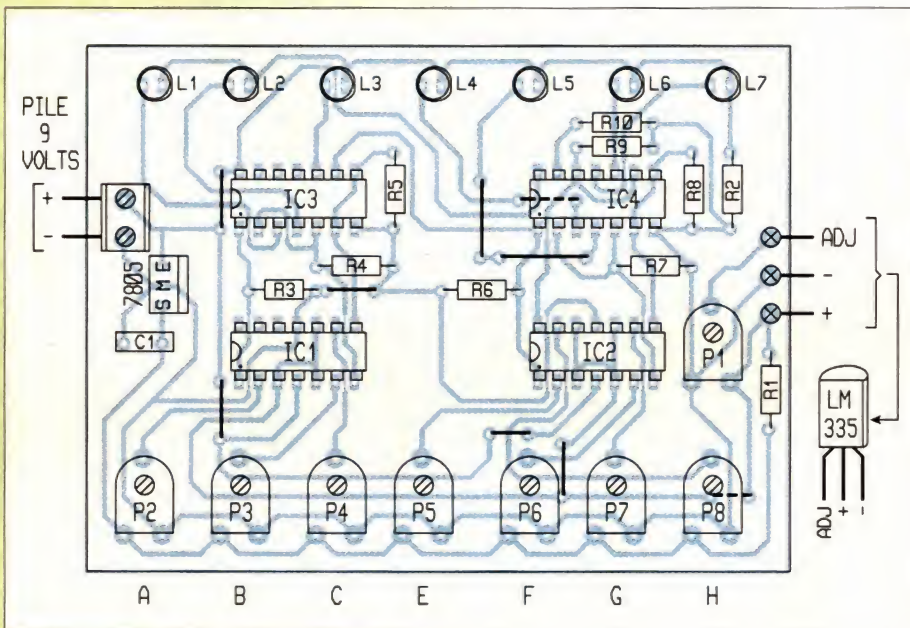 L1 L2 L3 L4 L5 L6 L7
PILE
9
VOLTS
+
-
R10
R9
IC3
R5
IC4
R8
R2
ADJ
-
+
7805
S M E
R4
R3
R6
R7
C1
IC1
IC2
P1
R1
LM
335
ADJ
+
-
P2 P3 P4 P5 P6 P7 P8
A B C E F G H